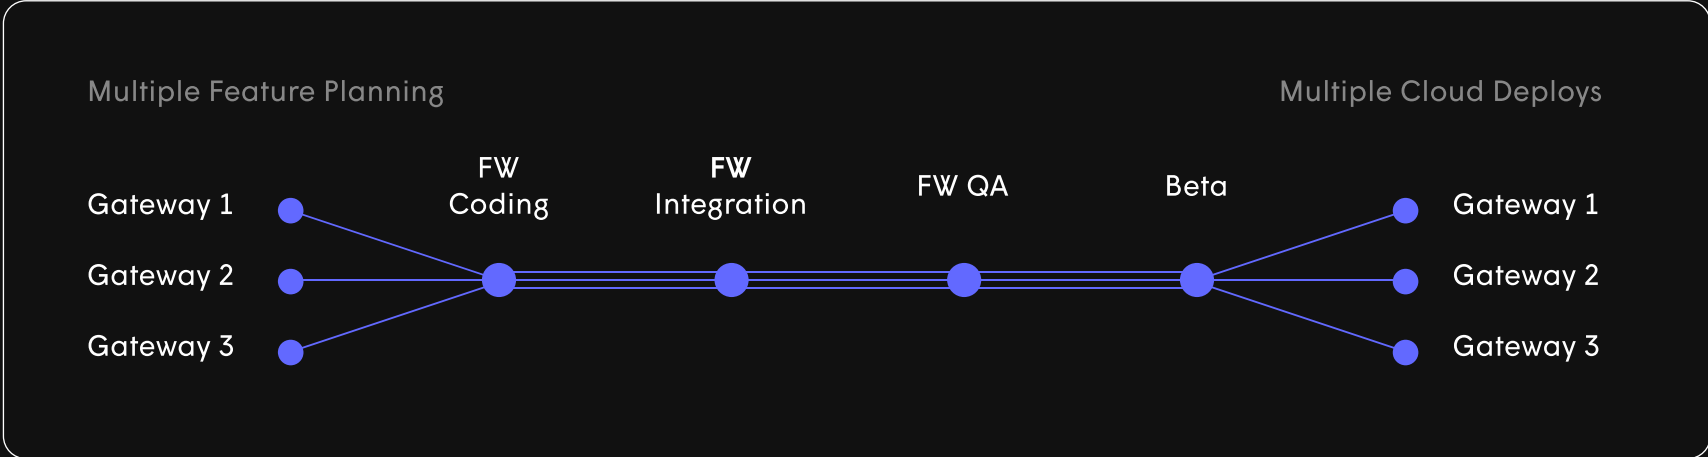 Multiple Feature Planning
Multiple Cloud Deploys
FW
Coding
FW
Integration
FW QA
Beta
Gateway 1
Gateway 2
Gateway 3
Gateway 1
Gateway 2
Gateway 3